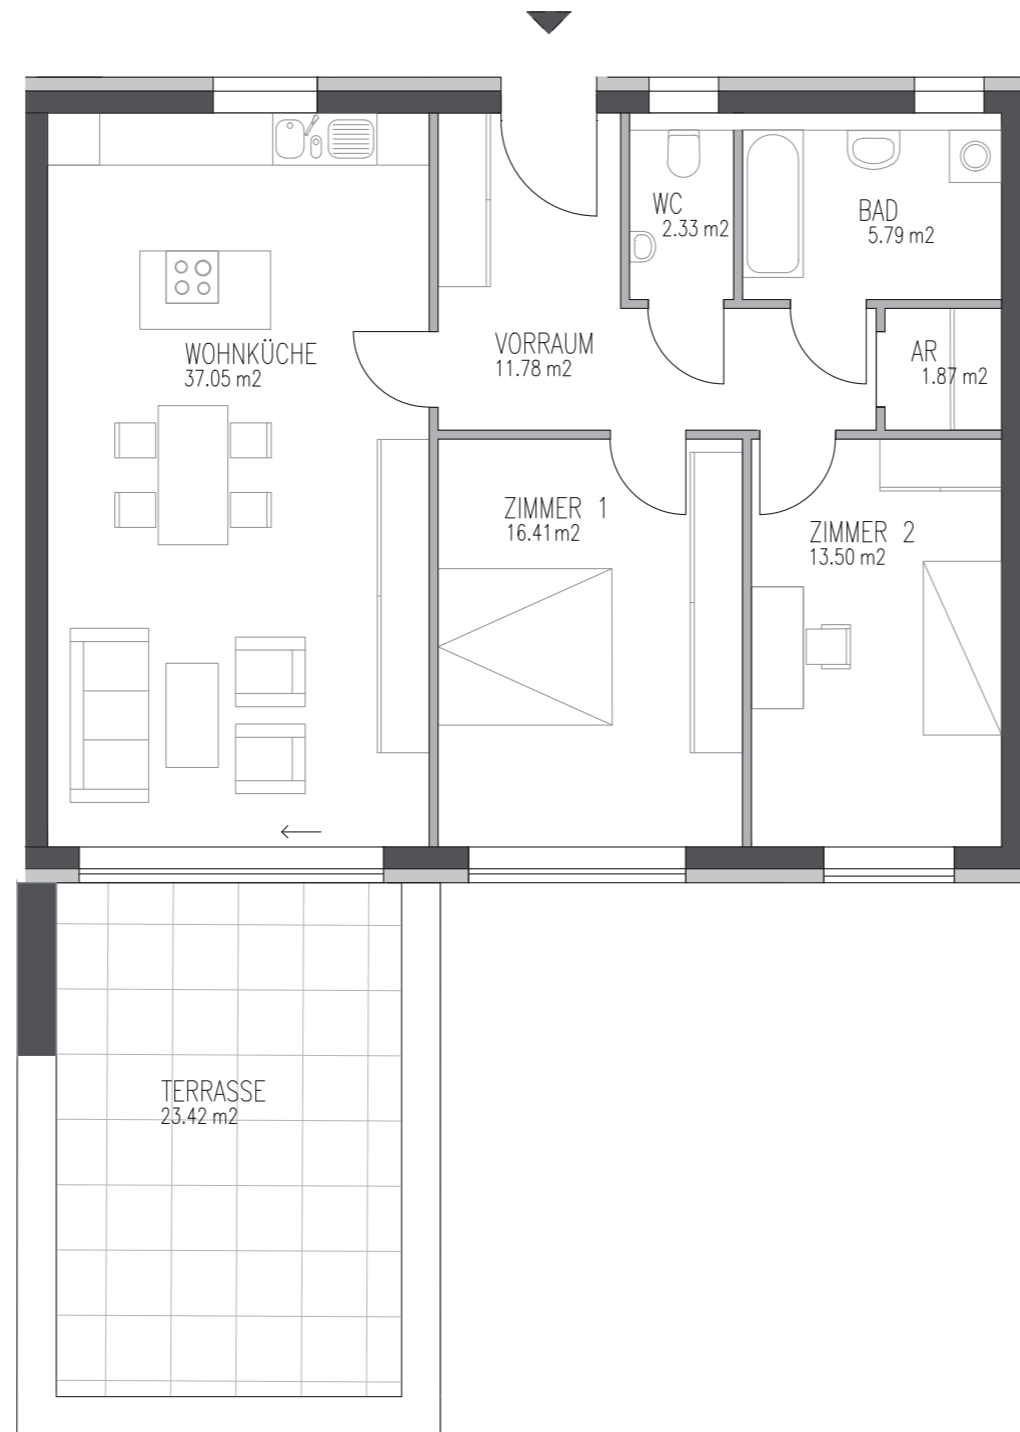 WC
2.33 m2
BAD
5.79 m2
WOHNKÜCHE
37.05 m2
VORRAUM
11.78 m2
AR
1.87 m2
ZIMMER 1
16.41 m2
ZIMMER 2
13.50 m2
TERRASSE
23.42 m2